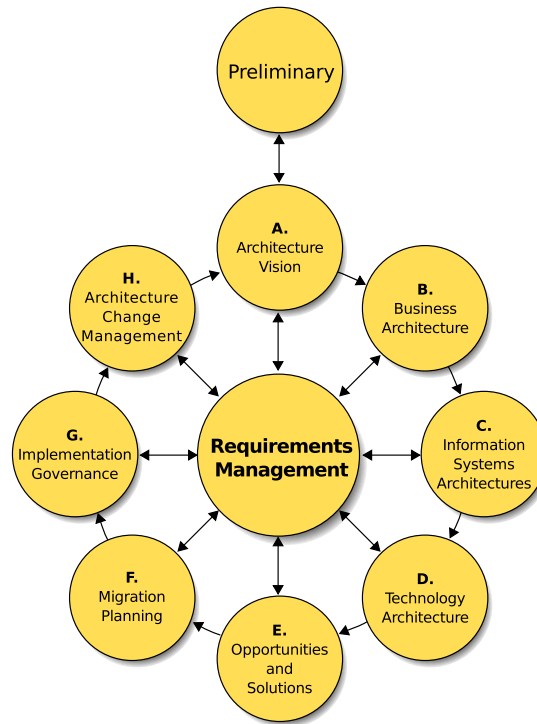 Preliminary
A.
Architecture
Vision
B.
Business
Architecture
C.
Information
Systems
Architectures
D.
Technology
Architecture
E.
Opportunities
and
Solutions
F.
Migration
Planning
G.
Implementation
Governance
H.
Architecture
Change
Management
Requirements
Management